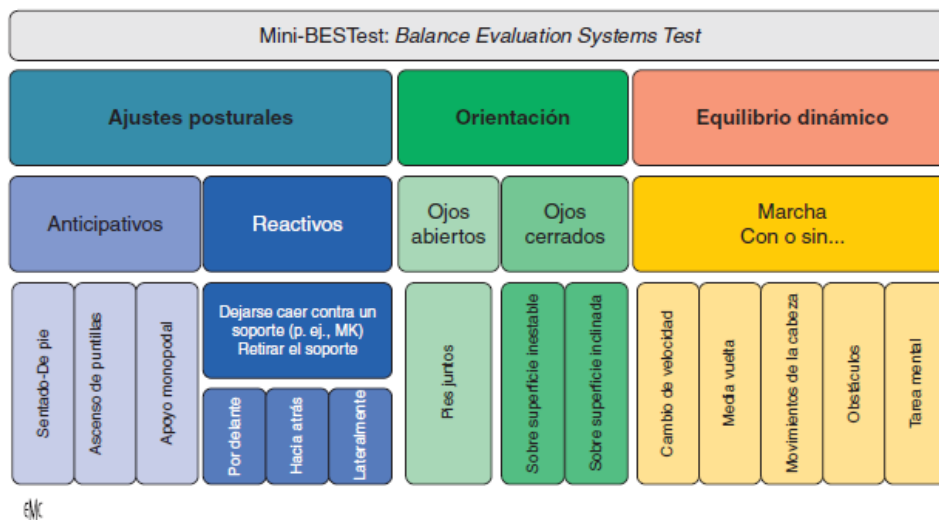 Mini-BESTest: Balance Evaluation Systems Test
Ajustes posturales
Orientación
Equilibrio dinámico
Anticipativos
Reactivos
Ojos
abiertos
Ojos
cerrados
Marcha
Con o sin...
Sentado-De pie
Ascenso de puntillas
Apoyo monopodal
Dejarse caer contra un
soporte (p. ej., MK)
Retirar el soporte
Por delante
Hacia atrás
Lateralmente
Pies juntos
Sobre superficie inestable
Sobre superficie inclinada
Cambio de velocidad
Media vuelta
Movimientos de la cabeza
Obstáculos
Tarea mental
EMC